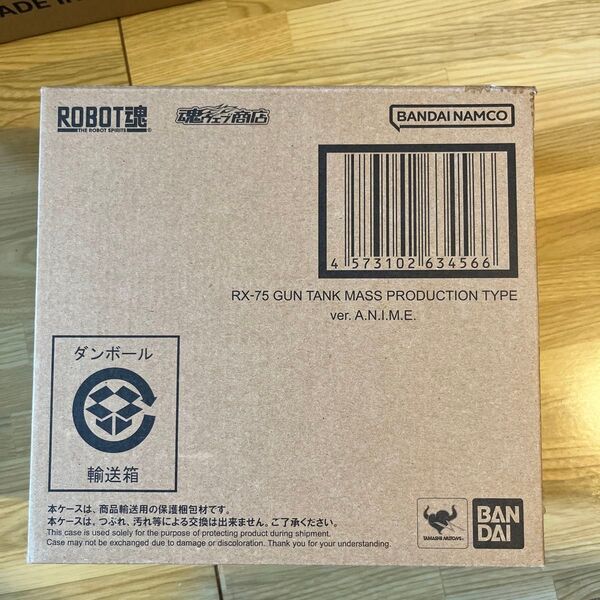 ADE IN
ROBOT魂
THE ROBOT SPIRITS
魂ウェブ商店
BANDAI NAMCO
4 573102 634566
RX-75 GUN TANK MASS PRODUCTION TYPE
ver. A.N.I.M.E.
ダンボール
輸送箱
本ケースは、商品輸送用の保護梱包材です。
本ケースは、つぶれ、汚れ等による交換は出来ません。ご了承ください。
This case is used solely for the purpose of protecting product during shipment.
Case may not be exchanged due to damage or discoloration. Thank you for your understanding.
TAMASHII NATIONS
BAN
DAI